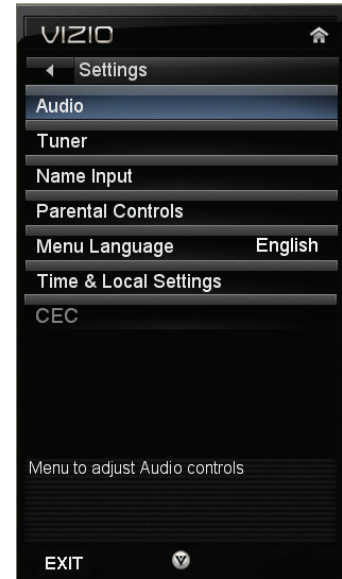 VIZIO
Settings
Audio
Tuner
Name Input
Parental Controls
Menu Language English
Time & Local Settings
CEC
Menu to adjust Audio controls
EXIT